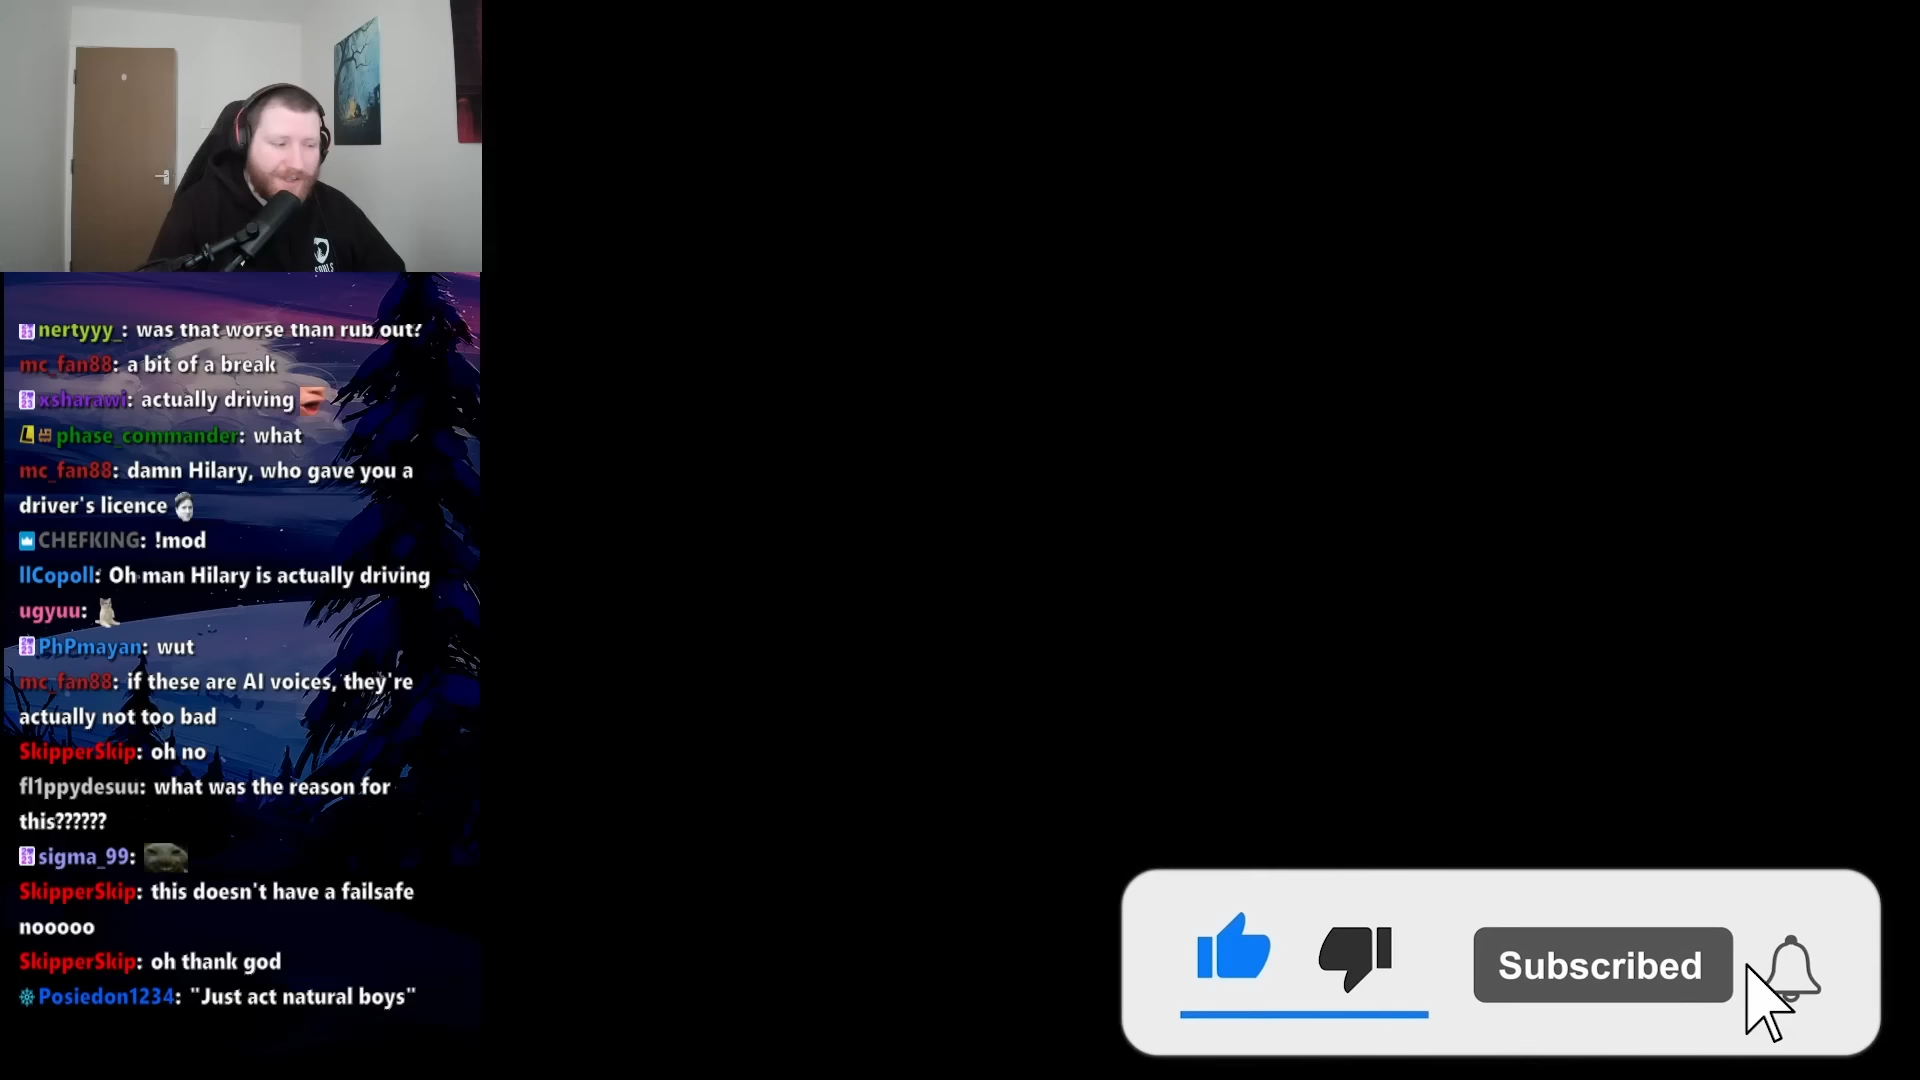 nertyyy_: was that worse than rub out?
mc_fan88: a bit of a break
xsharawi: actually driving
phase_commander: what
mc_fan88: damn Hilary, who gave you a
driver's licence
CHEFKING: !mod
llCopoll: Oh man Hilary is actually driving
ugyuu:
PhPmayan: wut
mc_fan88: if these are AI voices, they're
actually not too bad
SkipperSkip: oh no
fl1ppydesuu: what was the reason for
this??????
sigma_99:
SkipperSkip: this doesn't have a failsafe
nooooo
SkipperSkip: oh thank god
Posiedon1234: "Just act natural boys"
Subscribed